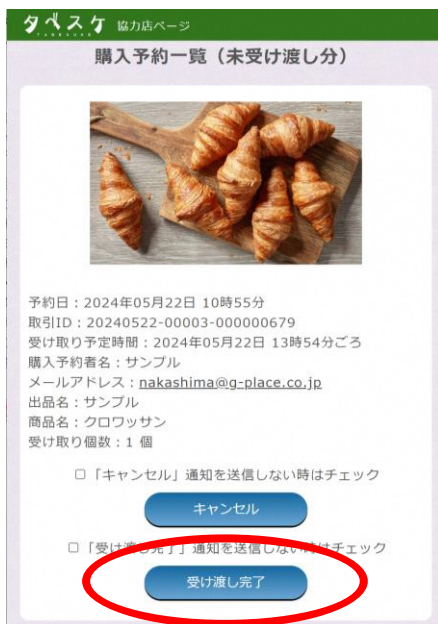 タベスケ 協力店ページ
購入予約一覧（未受け渡し分）
予約日：2024年05月22日 10時55分
取引ID：20240522-00003-000000679
受け取り予定時間：2024年05月22日 13時54分ごろ
購入予約者名：サンプル
メールアドレス：nakashima@g-place.co.jp
出品名：サンプル
商品名：クロワッサン
受け取り個数：1 個
「キャンセル」通知を送信しない時はチェック
キャンセル
「受け渡し完了」通知を送信しない時はチェック
受け渡し完了